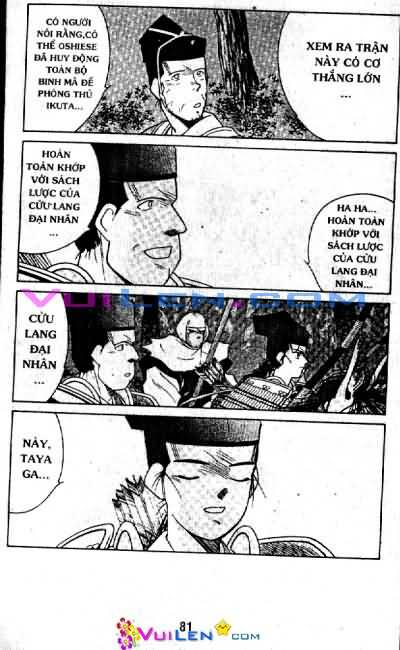 CÓ NGƯỜI
NÓI RẰNG,CÓ
THỂ OSHIESE
ĐÃ HUY ĐỘNG
TOÀN BỘ
BINH MÃ ĐỂ
PHÒNG THỦ
IKUTA...
XEM RA TRẬN
NÀY CÓ CƠ
THẮNG LỚN
...
HOÀN
TOÀN KHỚP
VỚI SÁCH
LƯỢC CỦA
CỬU LANG
ĐẠI NHÂN
...
HA HA...
HOÀN TOÀN
KHỚP VỚI
SÁCH LƯỢC
CỦA CỬU
LANG ĐẠI
NHÂN...
VUILEN.COM
CỬU
LANG
ĐẠI
NHÂN
...
NÀY,
TAYA
GA...
81
VUILEN.COM